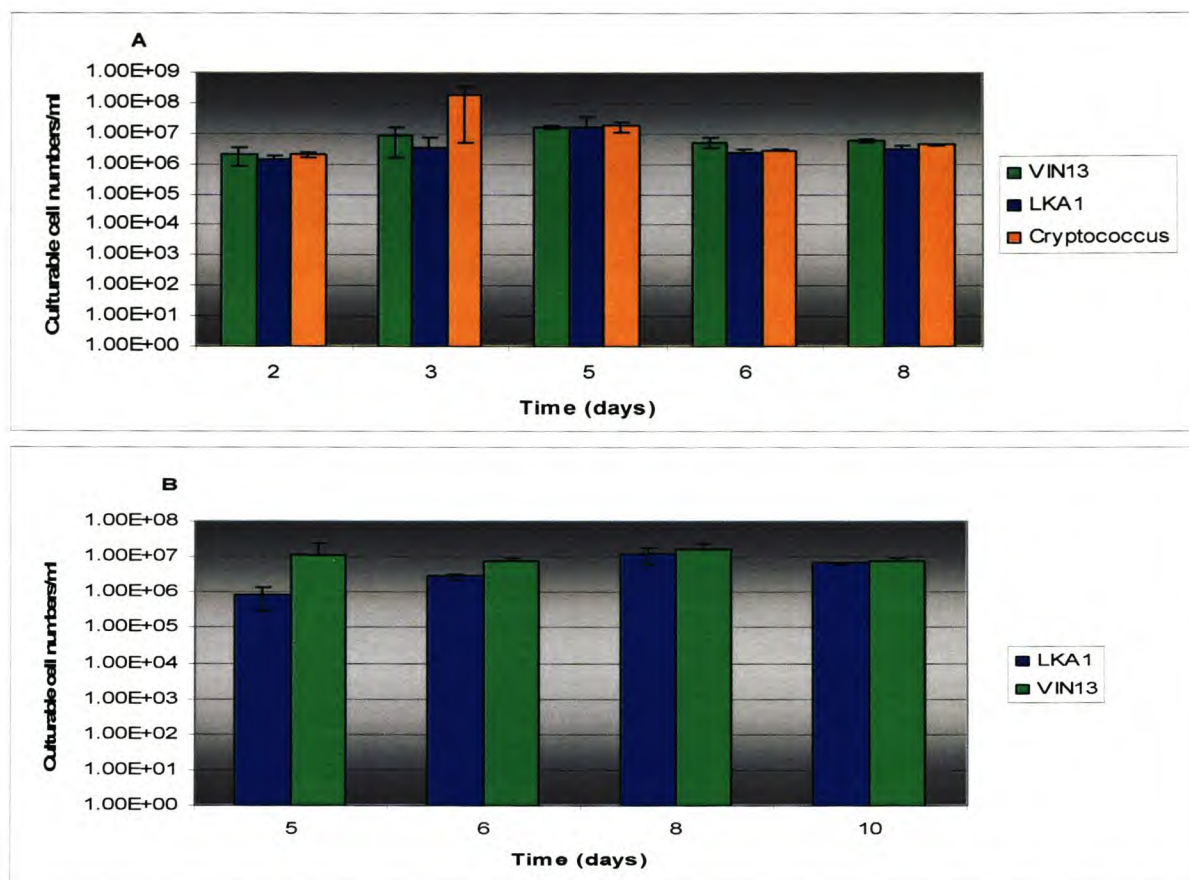 A
1.00E+09
1.00E+08
1.00E+07
1.00E+06
1.00E+05
1.00E+04
1.00E+03
1.00E+02
1.00E+01
1.00E+00
Culturable cell numbers/ml
2 3 5 6 8
Time (days)
VIN13
LKA1
Cryptococcus
B
1.00E+08
1.00E+07
1.00E+06
1.00E+05
1.00E+04
1.00E+03
1.00E+02
1.00E+01
1.00E+00
Culturable cell numbers/ml
5 6 8 10
Time (days)
LKA1
VIN13